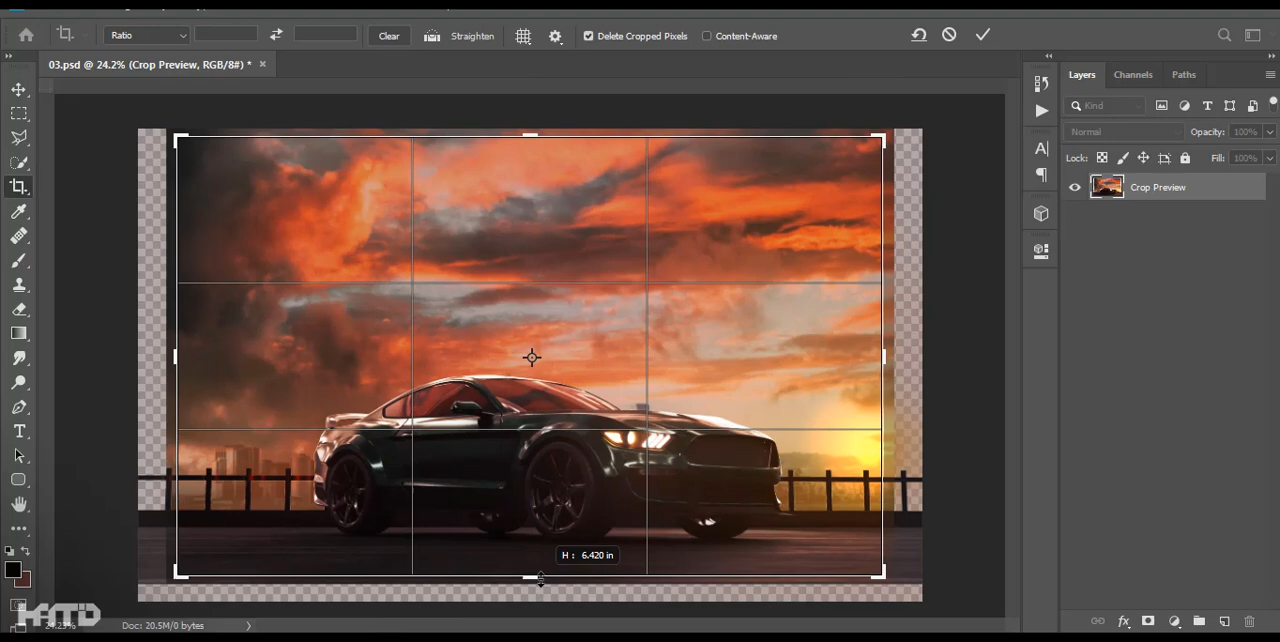 Ratio
Clear
Straighten
Delete Cropped Pixels
Content-Aware
03.psd @ 24.2% (Crop Preview, RGB/8#) *
Layers
Channels
Paths
Kind
Normal
Opacity: 100%
Lock:
Fill: 100%
Crop Preview
H : 6.420 in
24.23%
Doc: 20.5M/0 bytes